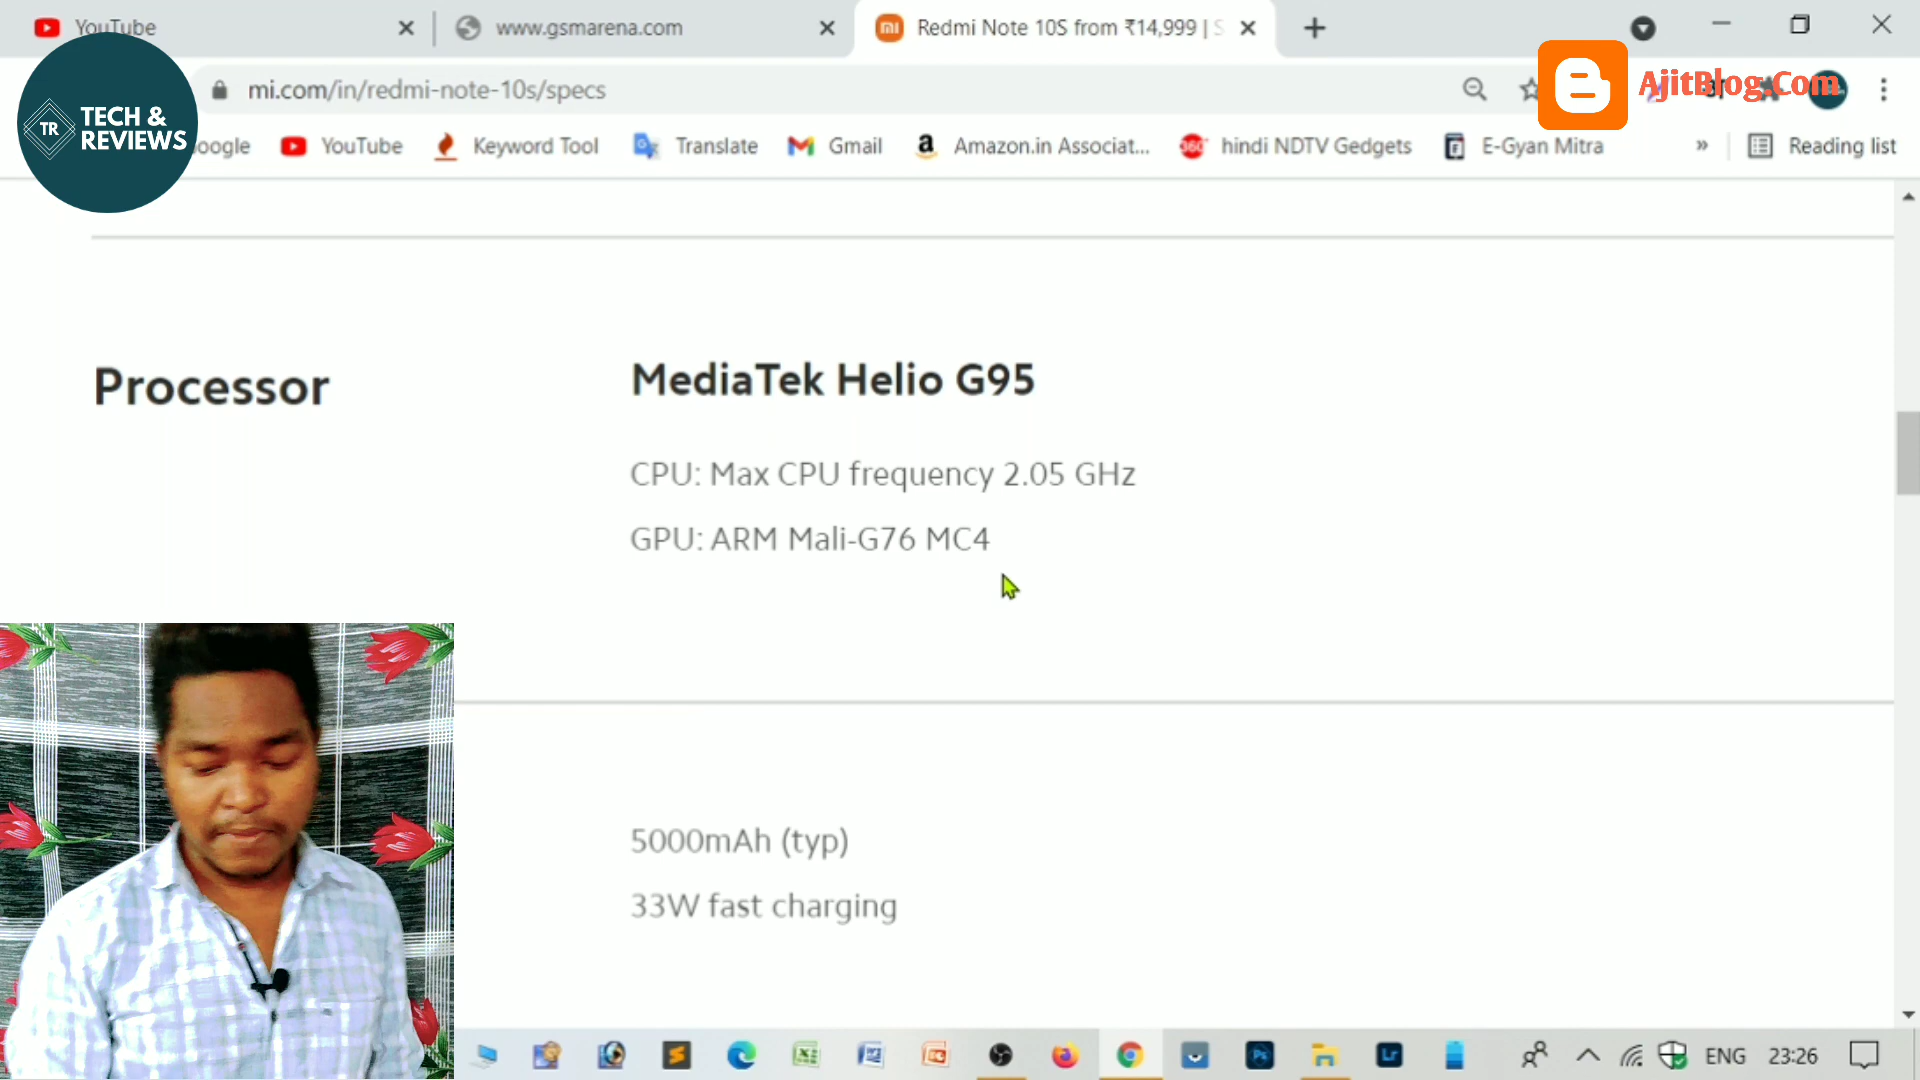 YouTube
www.gsmarena.com
Redmi Note 10S from ₹14,999 | S
mi.com/in/redmi-note-10s/specs
AjitBlog.Com
TR
TECH &
REVIEWS
oogle
YouTube
Keyword Tool
Translate
Gmail
Amazon.in Associat...
hindi NDTV Gedgets
E-Gyan Mitra
»
Reading list
Processor
MediaTek Helio G95
CPU: Max CPU frequency 2.05 GHz
GPU: ARM Mali-G76 MC4
5000mAh (typ)
33W fast charging
Ps
Lr
ENG
23:26